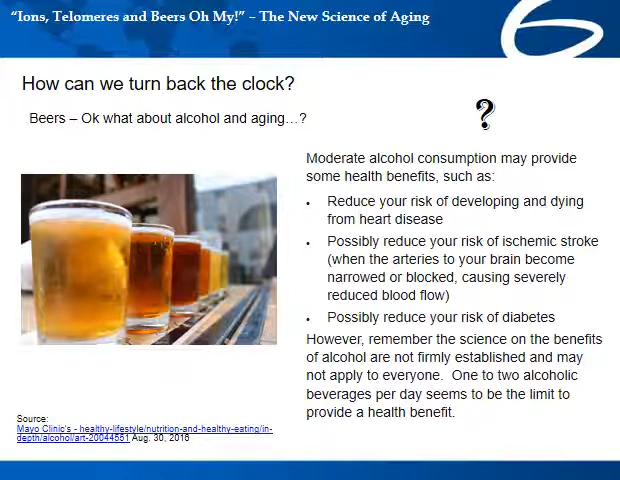 “Ions, Telomeres and Beers Oh My!” – The New Science of Aging
How can we turn back the clock?
Beers – Ok what about alcohol and aging…?
?
Moderate alcohol consumption may provide
some health benefits, such as:
• Reduce your risk of developing and dying
from heart disease
• Possibly reduce your risk of ischemic stroke
(when the arteries to your brain become
narrowed or blocked, causing severely
reduced blood flow)
• Possibly reduce your risk of diabetes
However, remember the science on the benefits
of alcohol are not firmly established and may
not apply to everyone.  One to two alcoholic
beverages per day seems to be the limit to
provide a health benefit.
Source:
Mayo Clinic's - healthy-lifestyle/nutrition-and-healthy-eating/in-
depth/alcohol/art-20044551 Aug. 30, 2016